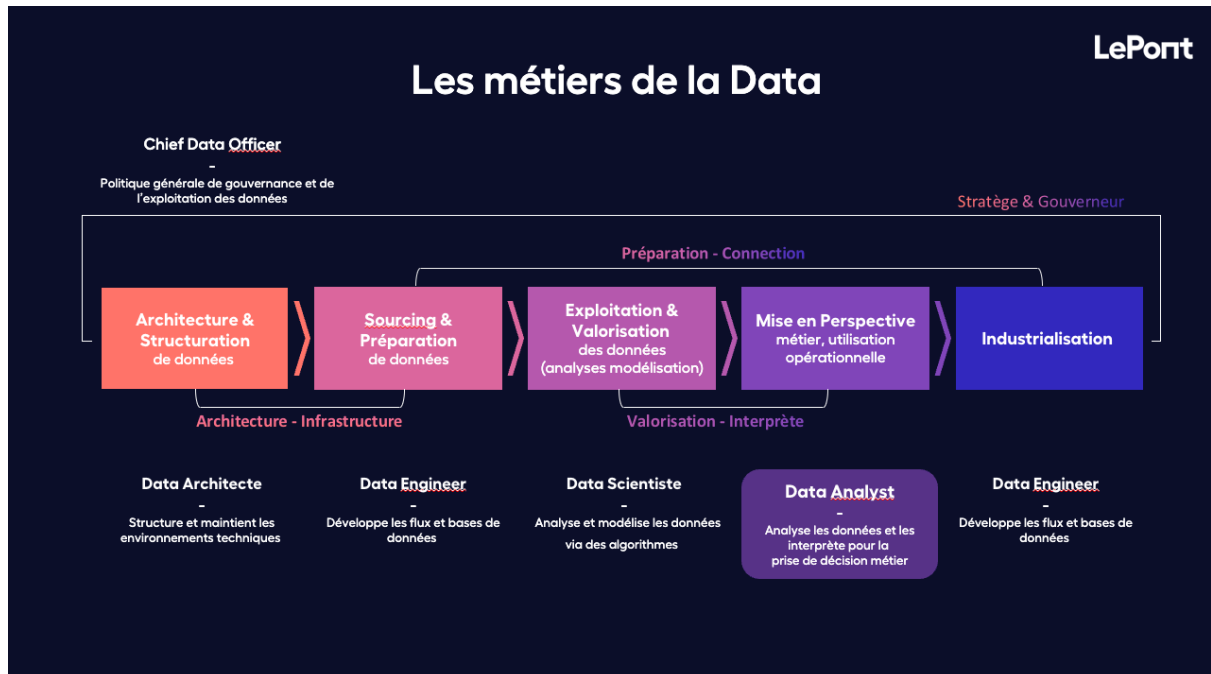 LePont
Les métiers de la Data
Chief Data Officer
-
Politique générale de gouvernance et de
l'exploitation des données
Stratège & Gouverneur
Préparation - Connection
Architecture &
Structuration
de données
Sourcing &
Préparation
de données
Exploitation &
Valorisation
des données
(analyses modélisation)
Mise en Perspective
métier, utilisation
opérationnelle
Industrialisation
Architecture - Infrastructure
Valorisation - Interprète
Data Architecte
-
Structure et maintient les
environnements techniques
Data Engineer
-
Développe les flux et bases de
données
Data Scientiste
-
Analyse et modélise les données
via des algorithmes
Data Analyst
-
Analyse les données et les
interprète pour la
prise de décision métier
Data Engineer
-
Développe les flux et bases de
données